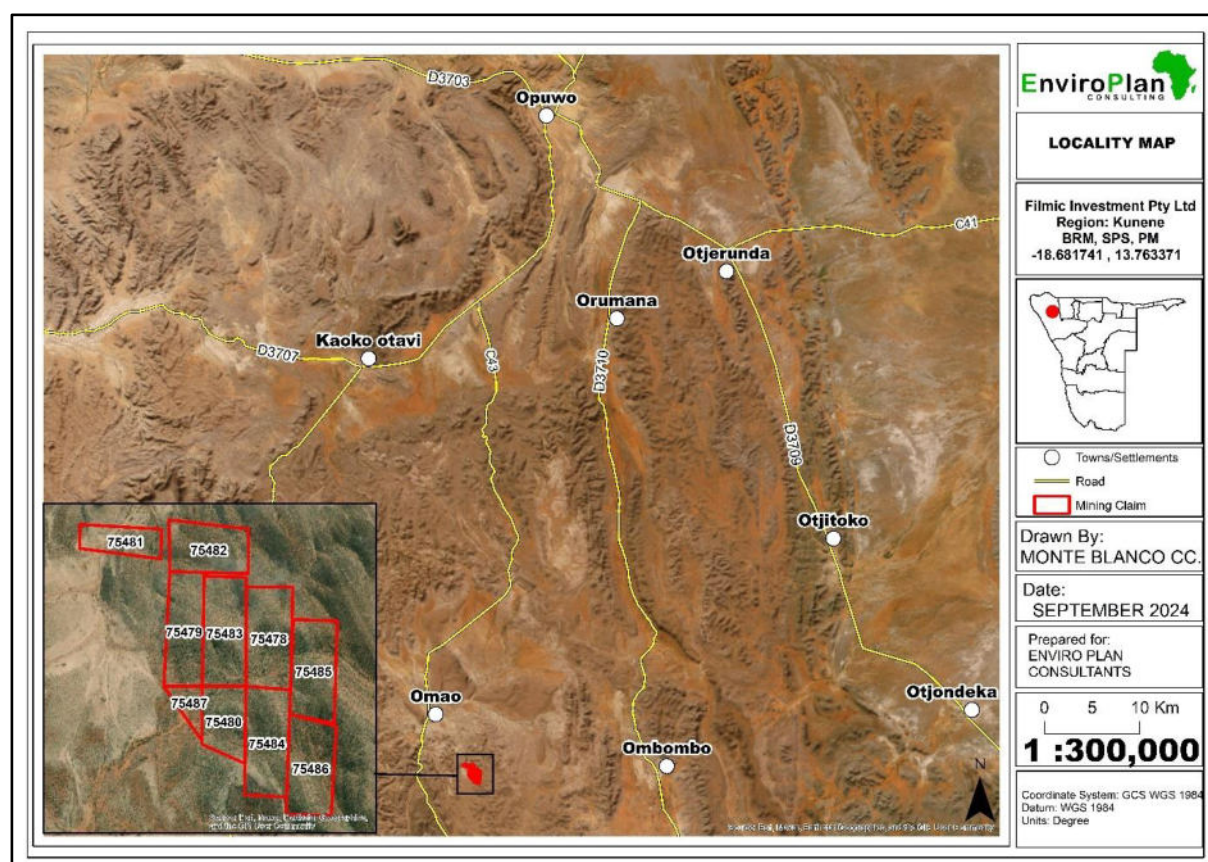 D3703
Opuwo
C41
Otjerunda
Orumana
Kaoko otavi
D3707
C43
D3710
D3709
Otjitoko
Otjondeka
Omao
Ombombo
75481
75482
75479
75483
75478
75485
75487
75480
75484
75486
N
EnviroPlan
CONSULTING
LOCALITY MAP
Filmic Investment Pty Ltd
Region: Kunene
BRM, SPS, PM
-18.681741 , 13.763371
Towns/Settlements
Road
Mining Claim
Drawn By:
MONTE BLANCO CC.
Date:
SEPTEMBER 2024
Prepared for:
ENVIRO PLAN
CONSULTANTS
0 5 10 Km
1 :300,000
Coordinate System: GCS WGS 1984
Datum: WGS 1984
Units: Degree